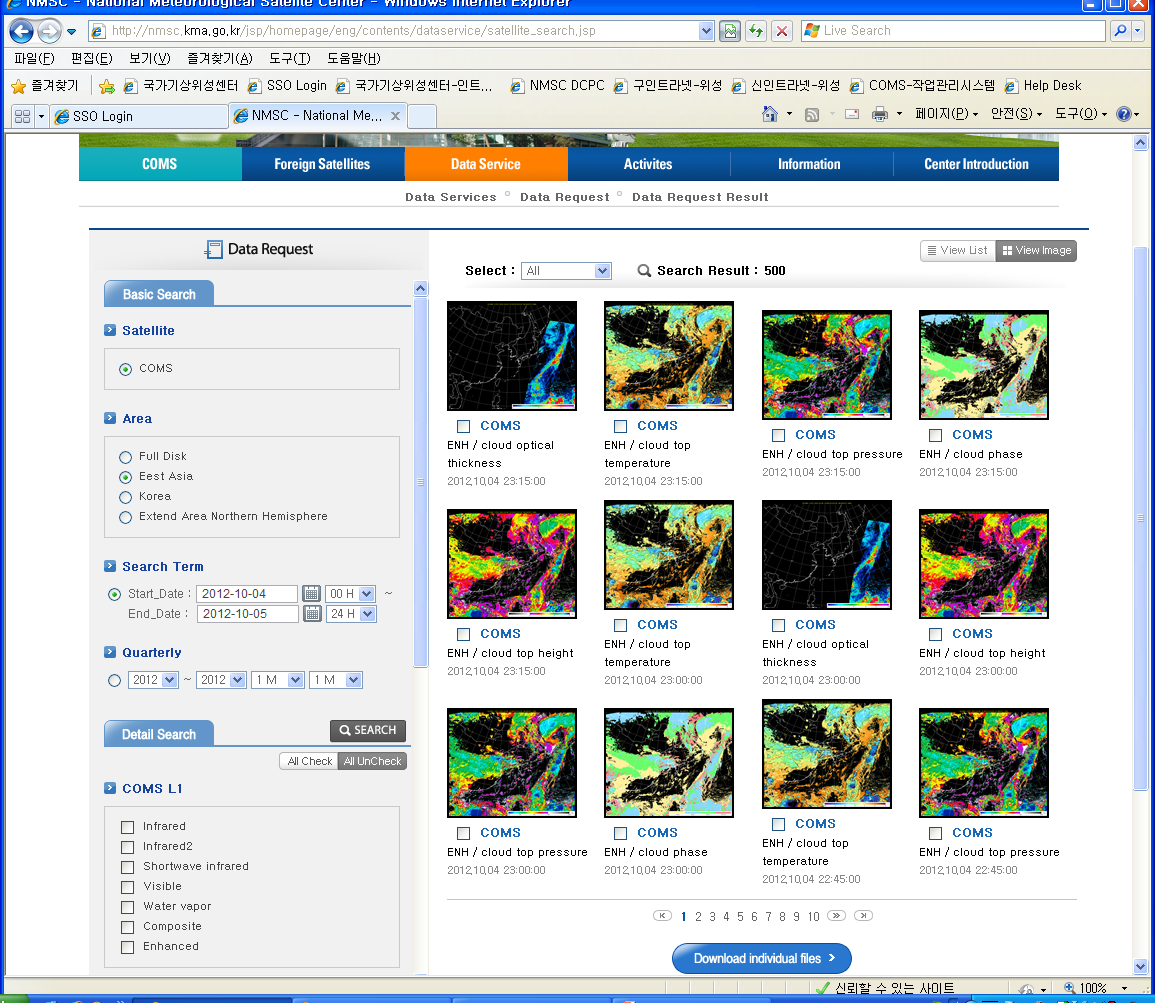 NMSC - National Meteorological Satellite Center - Windows Internet Explorer
http://nmsc.kma.go.kr/jsp/homepage/eng/contents/dataservice/satellite_search.jsp
Live Search
파일(F) 편집(E) 보기(V) 즐겨찾기(A) 도구(T) 도움말(H)
즐겨찾기 국가기상위성센터 SSO Login 국가기상위성센터-인트... NMSC DCPC 구인트라넷-위성 신인트라넷-위성 COMS-작업관리시스템 Help Desk
SSO Login NMSC - National Me... 페이지(P) 안전(S) 도구(O)
COMS Foreign Satellites Data Service Activites Information Center Introduction
Data Services Data Request Data Request Result
Data Request
View List View Image
Select : All Search Result : 500
Basic Search
Satellite
COMS
Area
Full Disk
Eest Asia
Korea
Extend Area Northern Hemisphere
Search Term
Start_Date : 2012-10-04 00 H ~
End_Date : 2012-10-05 24 H
Quarterly
2012 ~ 2012 1 M 1 M
Detail Search SEARCH
All Check All UnCheck
COMS L1
Infrared
Infrared2
Shortwave infrared
Visible
Water vapor
Composite
Enhanced
COMS
ENH / cloud optical
thickness
2012.10.04 23:15:00
COMS
ENH / cloud top
temperature
2012.10.04 23:15:00
COMS
ENH / cloud top pressure
2012.10.04 23:15:00
COMS
ENH / cloud phase
2012.10.04 23:15:00
COMS
ENH / cloud top height
2012.10.04 23:15:00
COMS
ENH / cloud top
temperature
2012.10.04 23:00:00
COMS
ENH / cloud optical
thickness
2012.10.04 23:00:00
COMS
ENH / cloud top height
2012.10.04 23:00:00
COMS
ENH / cloud top pressure
2012.10.04 23:00:00
COMS
ENH / cloud phase
2012.10.04 23:00:00
COMS
ENH / cloud top
temperature
2012.10.04 22:45:00
COMS
ENH / cloud top pressure
2012.10.04 22:45:00
1 2 3 4 5 6 7 8 9 10
Download individual files
신뢰할 수 있는 사이트 100%